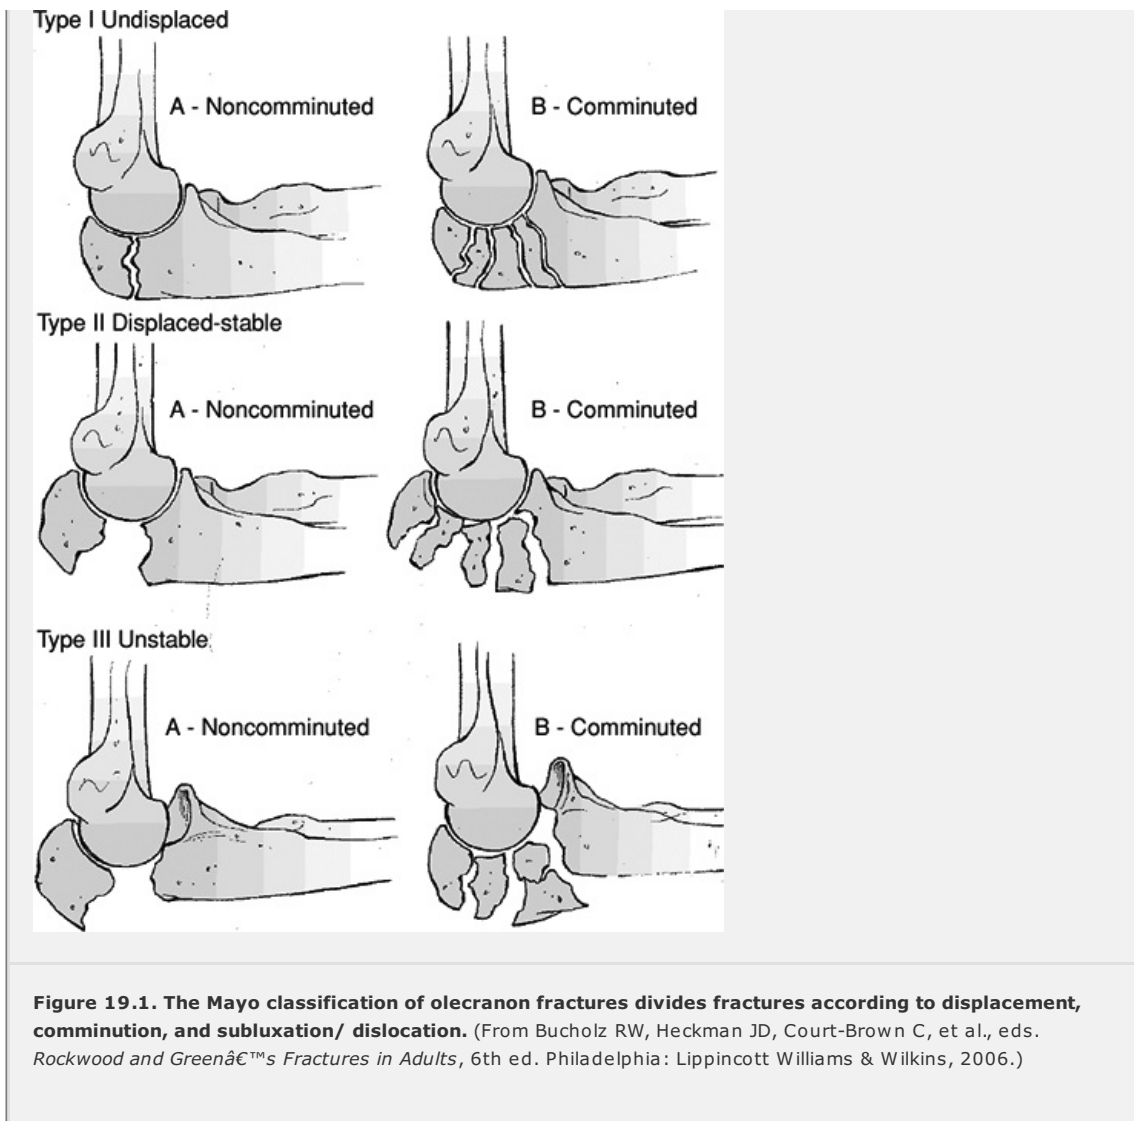 Type I Undisplaced
A - Noncomminuted
B - Comminuted
Type II Displaced-stable
A - Noncomminuted
B - Comminuted
Type III Unstable
A - Noncomminuted
B - Comminuted
Figure 19.1. The Mayo classification of olecranon fractures divides fractures according to displacement,
comminution, and subluxation/ dislocation. (From Bucholz RW, Heckman JD, Court-Brown C, et al., eds.
Rockwood and Greenâ€™s Fractures in Adults, 6th ed. Philadelphia: Lippincott Williams & Wilkins, 2006.)